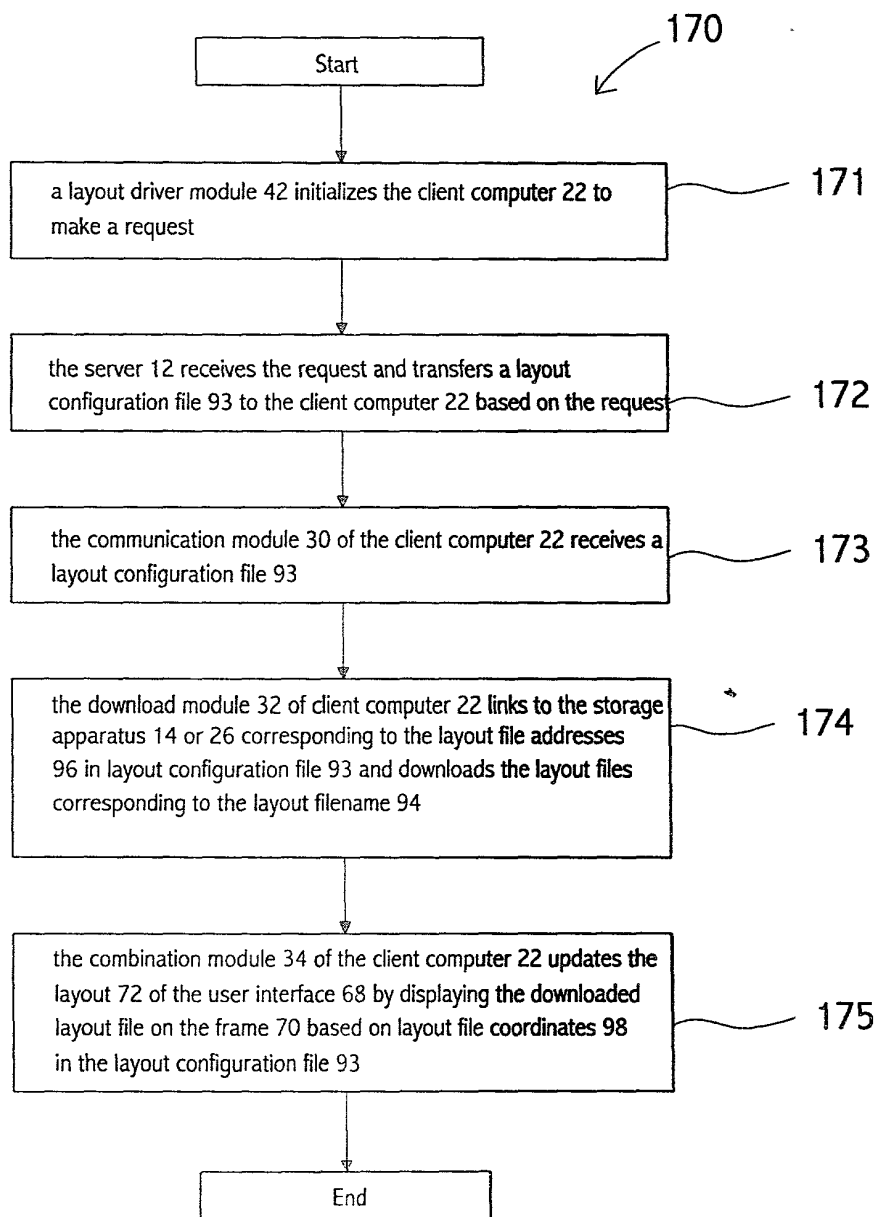 170
Start
a layout driver module 42 initializes the client computer 22 to
make a request
171
the server 12 receives the request and transfers a layout
configuration file 93 to the client computer 22 based on the request
172
the communication module 30 of the client computer 22 receives a
layout configuration file 93
173
the download module 32 of client computer 22 links to the storage
apparatus 14 or 26 corresponding to the layout file addresses
96 in layout configuration file 93 and downloads the layout files
corresponding to the layout filename 94
174
the combination module 34 of the client computer 22 updates the
layout 72 of the user interface 68 by displaying the downloaded
layout file on the frame 70 based on layout file coordinates 98
in the layout configuration file 93
175
End